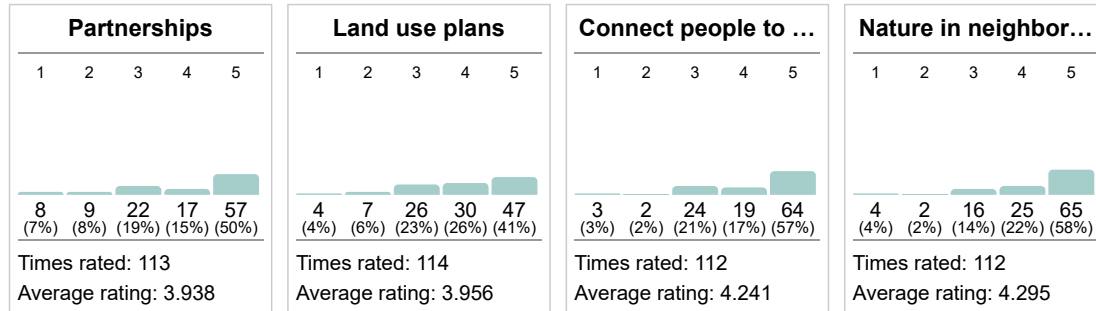 Partnerships
1 2 3 4 5
8 9 22 17 57
(7%) (8%) (19%) (15%) (50%)
Times rated: 113
Average rating: 3.938
Land use plans
1 2 3 4 5
4 7 26 30 47
(4%) (6%) (23%) (26%) (41%)
Times rated: 114
Average rating: 3.956
Connect people to …
1 2 3 4 5
3 2 24 19 64
(3%) (2%) (21%) (17%) (57%)
Times rated: 112
Average rating: 4.241
Nature in neighbor…
1 2 3 4 5
4 2 16 25 65
(4%) (2%) (14%) (22%) (58%)
Times rated: 112
Average rating: 4.295